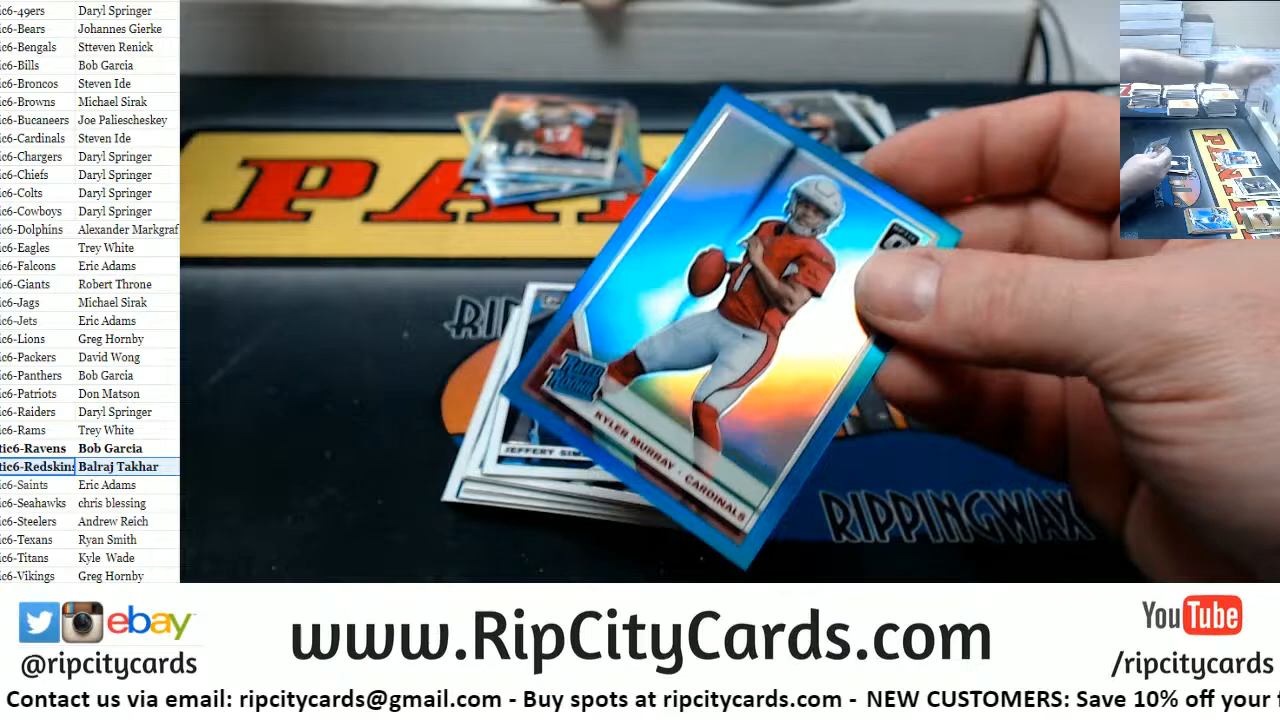 ic6-49ers Daryl Springer
ic6-Bears Johannes Gierke
ic6-Bengals Stteven Renick
ic6-Bills Bob Garcia
ic6-Broncos Steven Ide
ic6-Browns Michael Sirak
ic6-Bucaneers Joe Paliescheskey
ic6-Cardinals Steven Ide
ic6-Chargers Daryl Springer
ic6-Chiefs Daryl Springer
ic6-Colts Daryl Springer
ic6-Cowboys Daryl Springer
ic6-Dolphins Alexander Markgraf
ic6-Eagles Trey White
ic6-Falcons Eric Adams
ic6-Giants Robert Throne
ic6-Jags Michael Sirak
ic6-Jets Eric Adams
ic6-Lions Greg Hornby
ic6-Packers David Wong
ic6-Panthers Bob Garcia
ic6-Patriots Don Matson
ic6-Raiders Daryl Springer
ic6-Rams Trey White
tic6-Ravens Bob Garcia
tic6-Redskins Balraj Takhar
ic6-Saints Eric Adams
ic6-Seahawks chris blessing
ic6-Steelers Andrew Reich
ic6-Texans Ryan Smith
ic6-Titans Kyle Wade
ic6-Vikings Greg Hornby
PA
17
RI
OPTIC
1
RATED
ROOKIE
KYLER MURRAY • CARDINALS
JEFFERY SIM
RIPPINGWAX
ebay
@ripcitycards
www.RipCityCards.com
YouTube
/ripcitycards
Contact us via email: ripcitycards@gmail.com - Buy spots at ripcitycards.com - NEW CUSTOMERS: Save 10% off your f